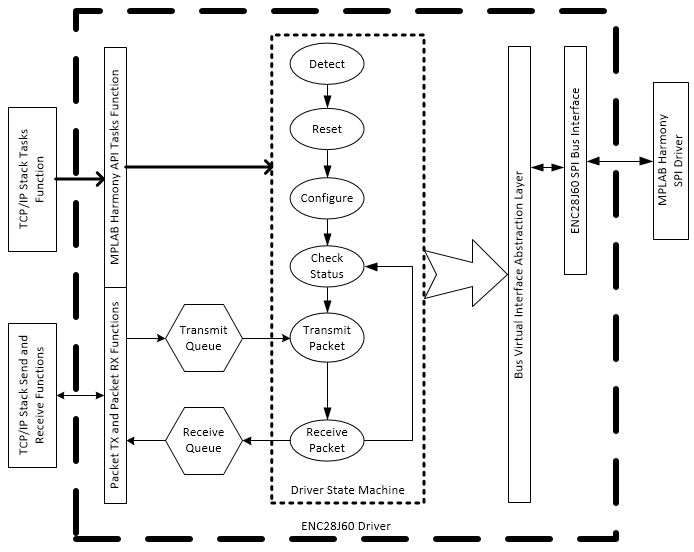 TCP/IP Stack Tasks
Function
TCP/IP Stack Send and
Receive Functions
MPLAB Harmony API Tasks Function
Packet TX and Packet RX Functions
Transmit
Queue
Receive
Queue
Detect
Reset
Configure
Check
Status
Transmit
Packet
Receive
Packet
Driver State Machine
Bus Virtual Interface Abstraction Layer
ENC28J60 SPI Bus Interface
MPLAB Harmony
SPI Driver
ENC28J60 Driver